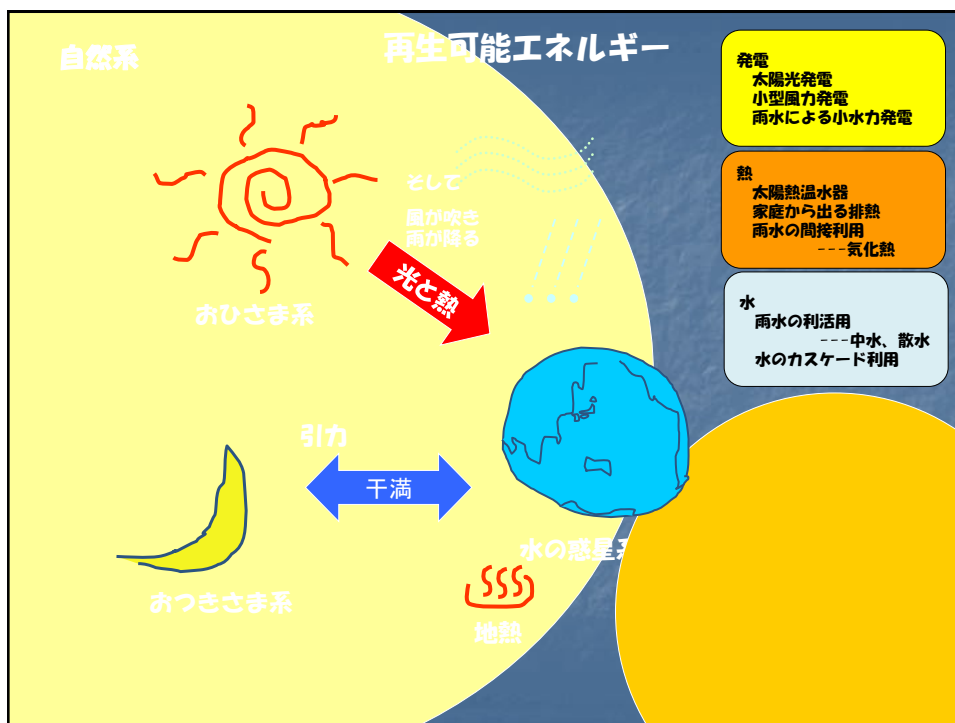 自然系
再生可能エネルギー
発電
太陽光発電
小型風力発電
雨水による小水力発電
そして
風が吹き
雨が降る
熱
太陽熱温水器
家庭から出る排熱
雨水の間接利用
---気化熱
光と熱
おひさま系
水
雨水の利活用
---中水、散水
水のカスケード利用
引力
干満
水の惑星系
おつきさま系
地熱